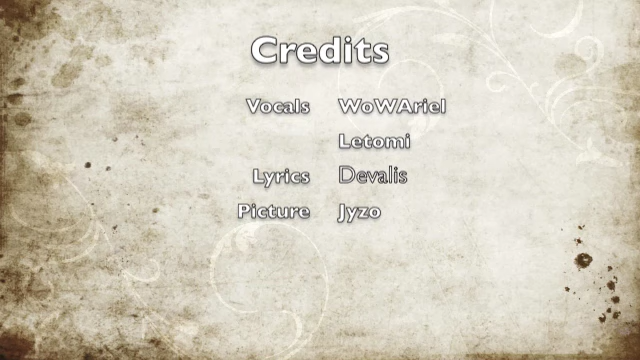 Credits
Vocals WoWAriel
Letomi
Lyrics Devalis
Picture Jyzo